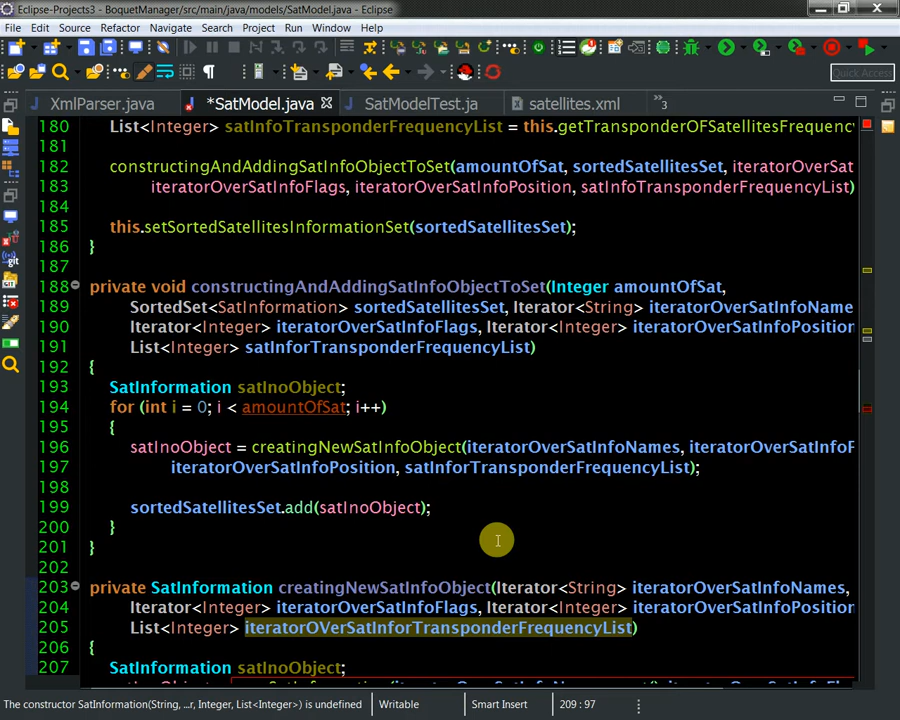 Eclipse-Projects3 - BoquetManager/src/main/java/models/SatModel.java - Eclipse
File Edit Source Refactor Navigate Search Project Run Window Help
Quick Access
XmlParser.java *SatModel.java SatModelTest.ja satellites.xml »3
180 List<Integer> satInfoTransponderFrequencyList = this.getTransponderOFSatellitesFrequenc
181
182 constructingAndAddingSatInfoObjectToSet(amountOfSat, sortedSatellitesSet, iteratorOverSat
183 iteratorOverSatInfoFlags, iteratorOverSatInfoPosition, satInfoTransponderFrequencyList)
184
185 this.setSortedSatellitesInformationSet(sortedSatellitesSet);
186 }
187
188 private void constructingAndAddingSatInfoObjectToSet(Integer amountOfSat,
189 SortedSet<SatInformation> sortedSatellitesSet, Iterator<String> iteratorOverSatInfoName
190 Iterator<Integer> iteratorOverSatInfoFlags, Iterator<Integer> iteratorOverSatInfoPosition
191 List<Integer> satInforTransponderFrequencyList)
192 {
193 SatInformation satInoObject;
194 for (int i = 0; i < amountOfSat; i++)
195 {
196 satInoObject = creatingNewSatInfoObject(iteratorOverSatInfoNames, iteratorOverSatInfoF
197 iteratorOverSatInfoPosition, satInforTransponderFrequencyList);
198
199 sortedSatellitesSet.add(satInoObject);
200 }
201 }
202
203 private SatInformation creatingNewSatInfoObject(Iterator<String> iteratorOverSatInfoNames,
204 Iterator<Integer> iteratorOverSatInfoFlags, Iterator<Integer> iteratorOverSatInfoPosition
205 List<Integer> iteratorOVerSatInforTransponderFrequencyList)
206 {
207 SatInformation satInoObject;
The constructor SatInformation(String, ...r, Integer, List<Integer>) is undefined Writable Smart Insert 209 : 97